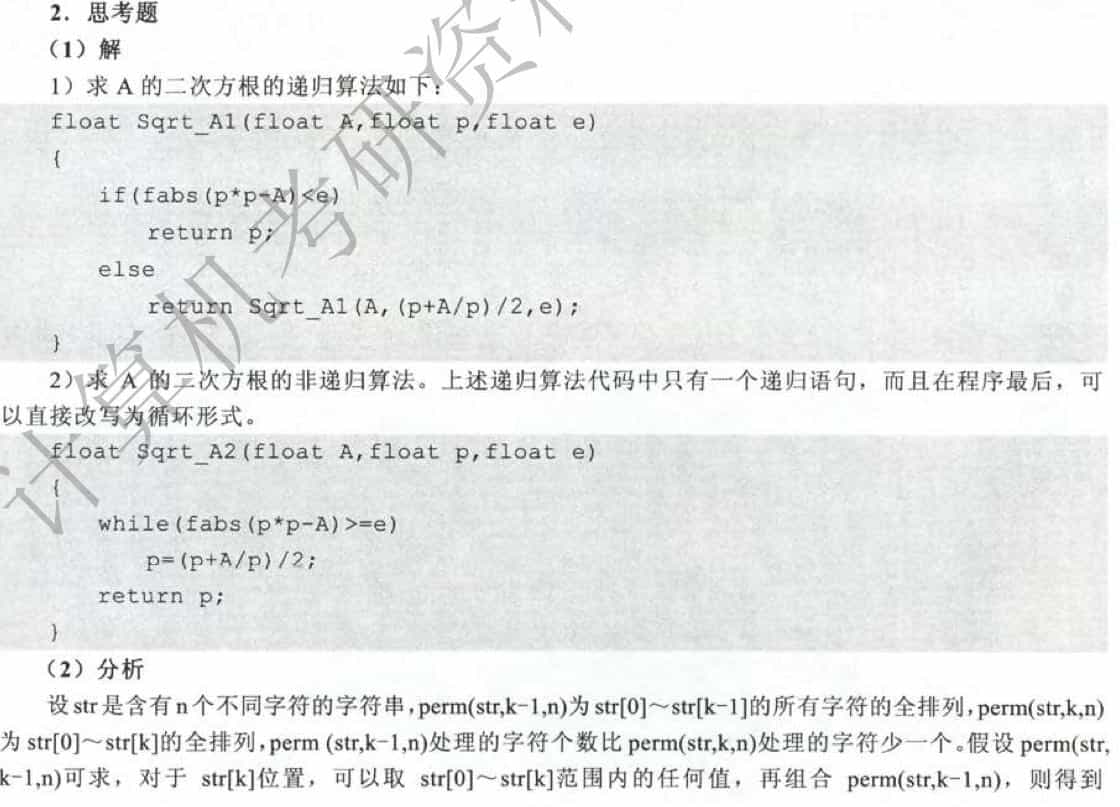 2．思考题
（1）解
1）求 A 的二次方根的递归算法如下：
float Sqrt_A1(float A,float p,float e)
{
if(fabs(p*p-A)<e)
return p;
else
return Sqrt_A1(A,(p+A/p)/2,e);
}
2）求 A 的二次方根的非递归算法。上述递归算法代码中只有一个递归语句，而且在程序最后，可
以直接改写为循环形式。
float Sqrt_A2(float A,float p,float e)
{
while(fabs(p*p-A)>=e)
p=(p+A/p)/2;
return p;
}
（2）分析
设 str 是含有 n 个不同字符的字符串，perm(str,k-1,n)为 str[0]～str[k-1]的所有字符的全排列，perm(str,k,n)
为 str[0]～str[k]的全排列，perm (str,k-1,n)处理的字符个数比 perm(str,k,n)处理的字符少一个。假设 perm(str,
k-1,n)可求，对于 str[k]位置，可以取 str[0]～str[k]范围内的任何值，再组合 perm(str,k-1,n)，则得到
计算机考研资料